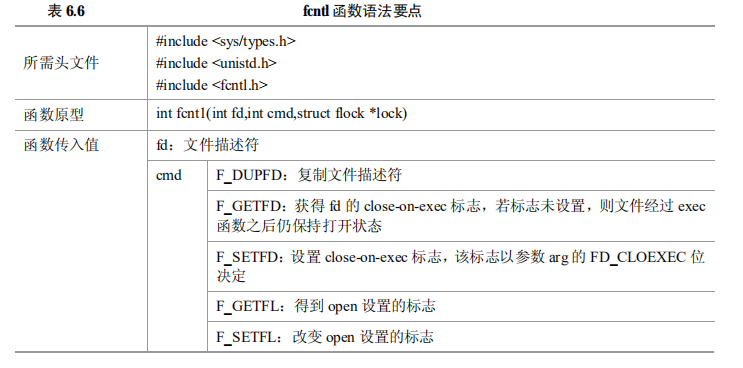 表 6.6 fcntl 函数语法要点
所需头文件
#include <sys/types.h>
#include <unistd.h>
#include <fcntl.h>
函数原型
int fcnt1(int fd,int cmd,struct flock *lock)
函数传入值
fd：文件描述符
cmd
F_DUPFD：复制文件描述符
F_GETFD：获得 fd 的 close-on-exec 标志，若标志未设置，则文件经过 exec
函数之后仍保持打开状态
F_SETFD：设置 close-on-exec 标志，该标志以参数 arg 的 FD_CLOEXEC 位
决定
F_GETFL：得到 open 设置的标志
F_SETFL：改变 open 设置的标志